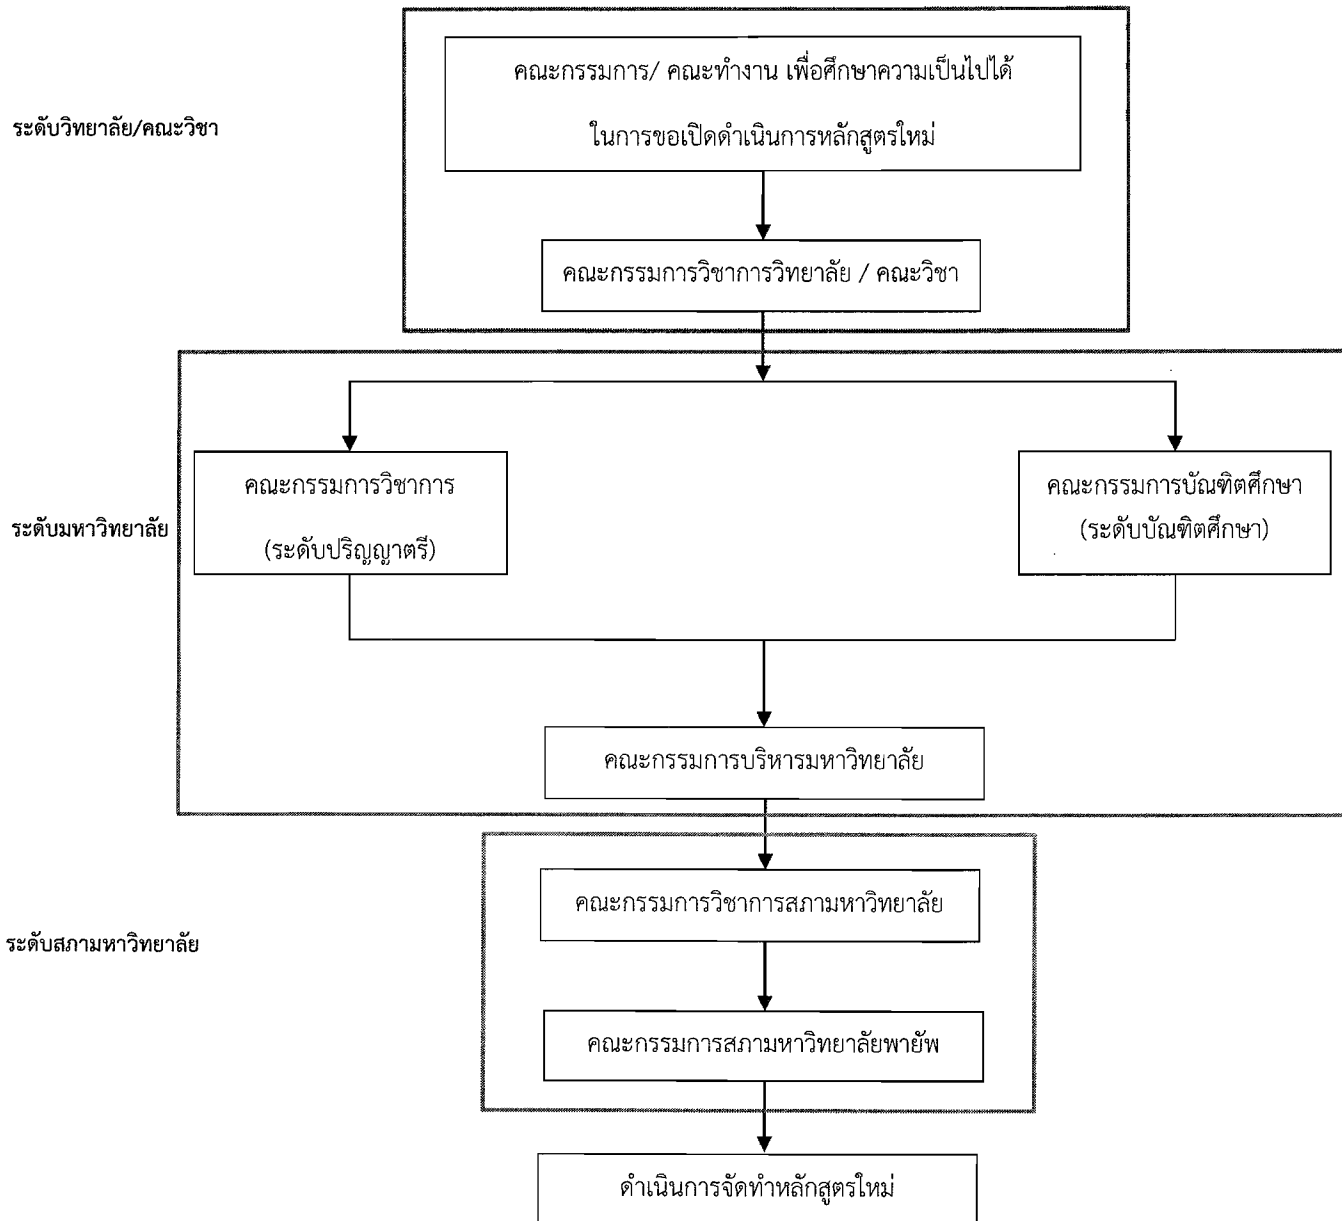 คณะกรรมการ/ คณะทำงาน เพื่อศึกษาความเป็นไปได้
ในการขอเปิดดำเนินการหลักสูตรใหม่
ระดับวิทยาลัย/คณะวิชา
คณะกรรมการวิชาการวิทยาลัย / คณะวิชา
คณะกรรมการวิชาการ
(ระดับปริญญาตรี)
คณะกรรมการบัณฑิตศึกษา
(ระดับบัณฑิตศึกษา)
ระดับมหาวิทยาลัย
คณะกรรมการบริหารมหาวิทยาลัย
คณะกรรมการวิชาการสภามหาวิทยาลัย
ระดับสภามหาวิทยาลัย
คณะกรรมการสภามหาวิทยาลัยพายัพ
ดำเนินการจัดทำหลักสูตรใหม่